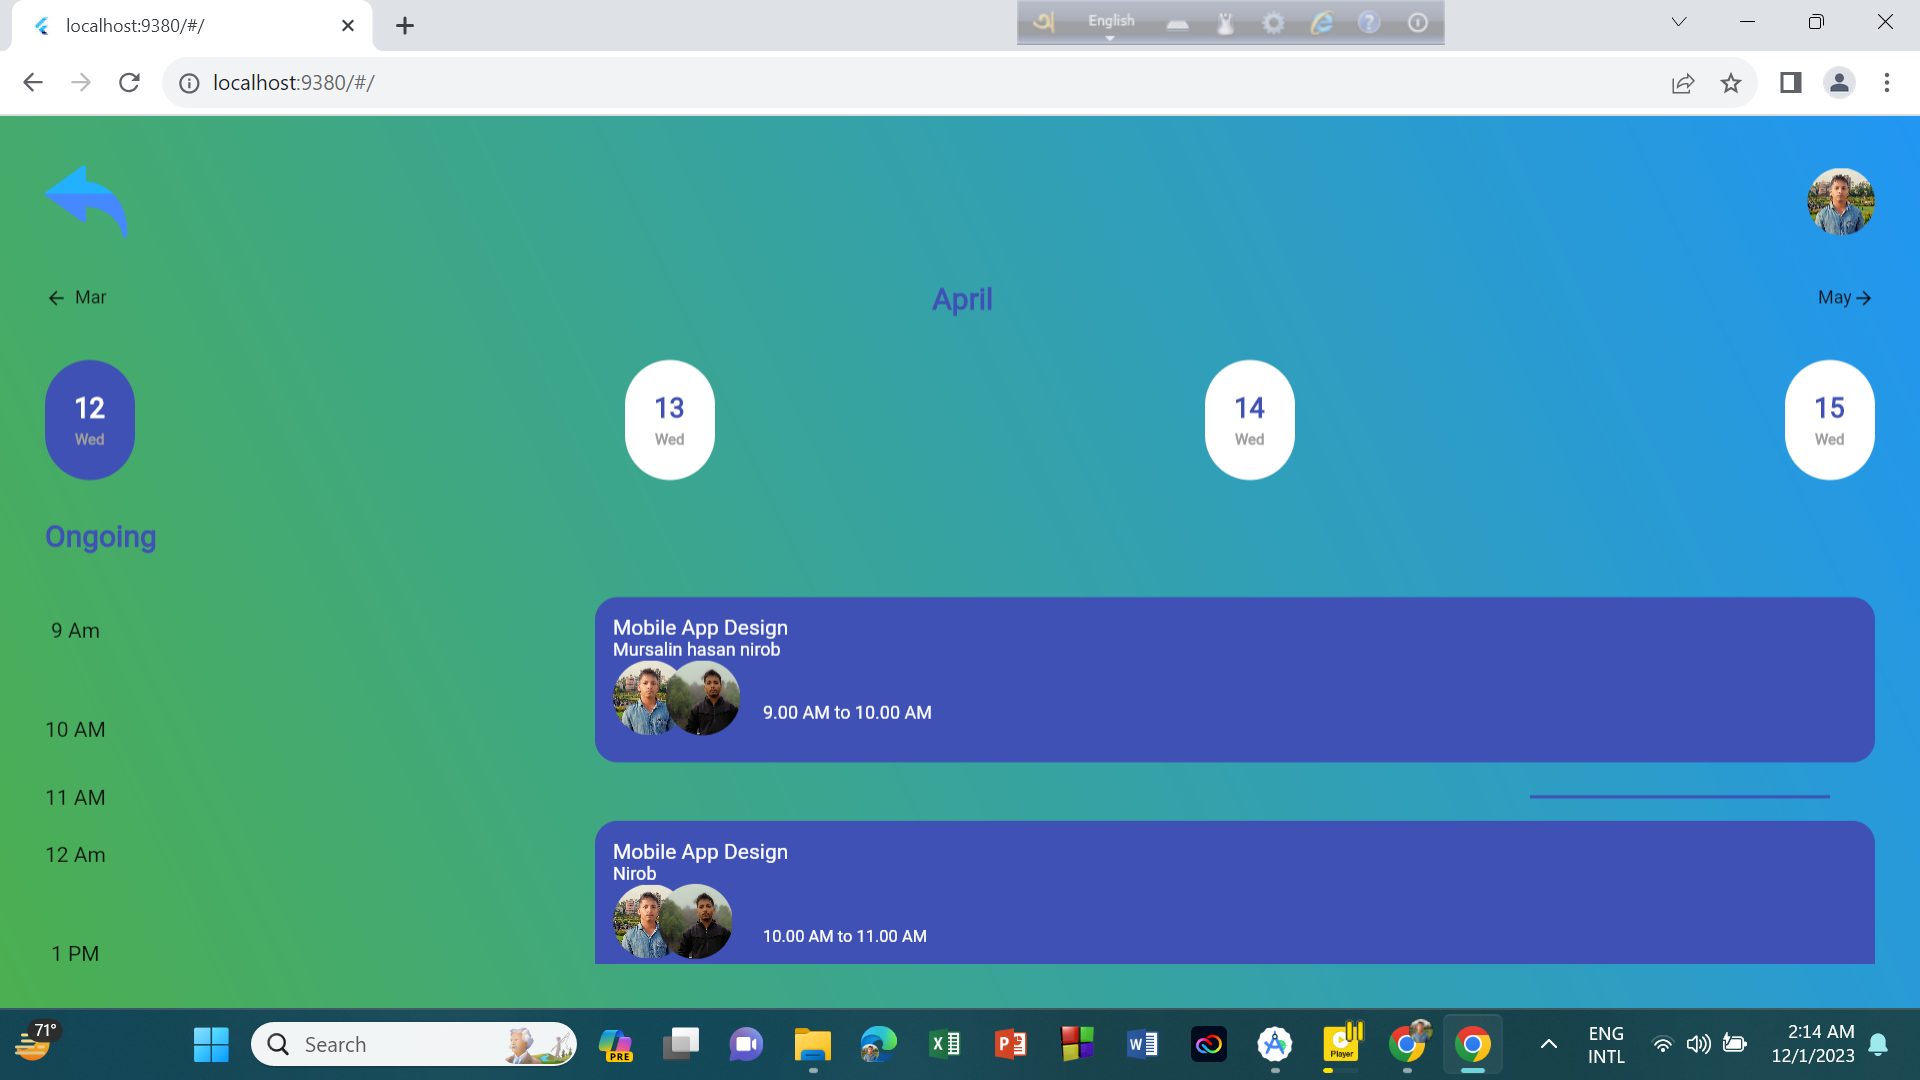 localhost:9380/#/
English
localhost:9380/#/
Mar
April
May
12
Wed
13
Wed
14
Wed
15
Wed
Ongoing
9 Am
Mobile App Design
Mursalin hasan nirob
9.00 AM to 10.00 AM
10 AM
11 AM
12 Am
Mobile App Design
Nirob
10.00 AM to 11.00 AM
1 PM
71°
Search
PRE
Player
ENG
INTL
2:14 AM
12/1/2023